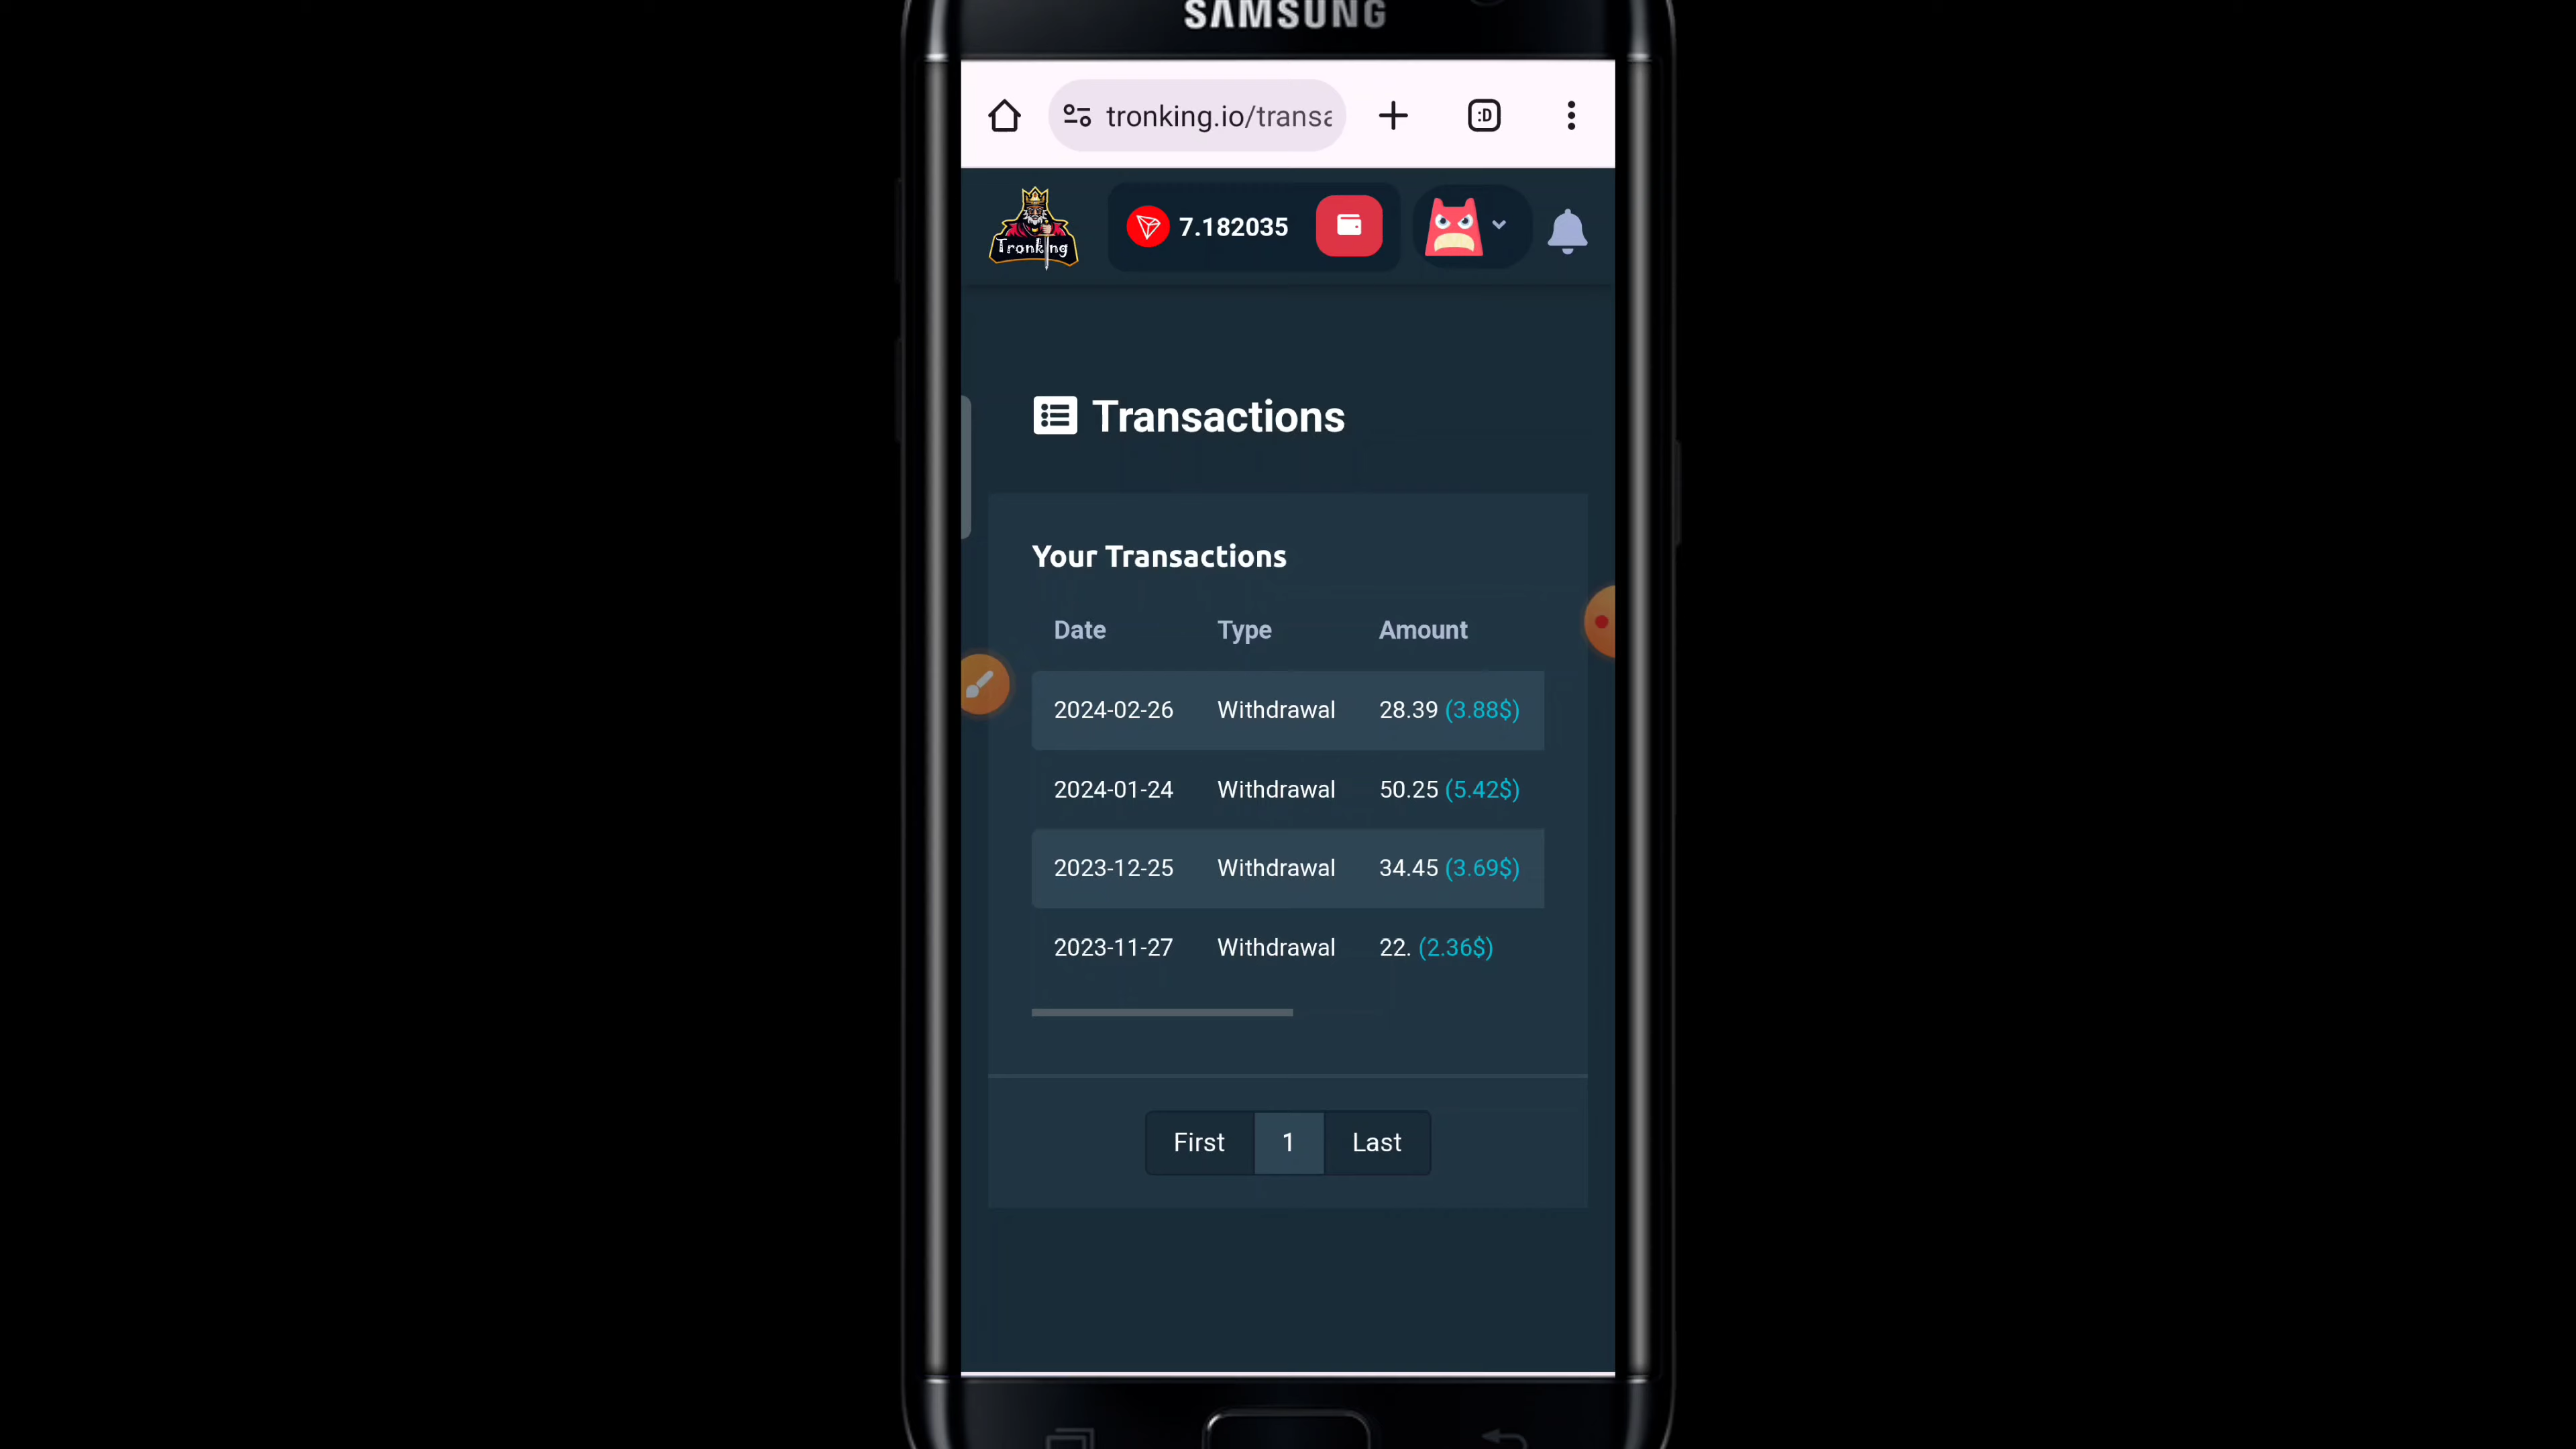 SAMSUNG
tronking.io/transa
:D
Tronking
7.182035
Transactions
Your Transactions
Date Type Amount
2024-02-26 Withdrawal 28.39 (3.88$)
2024-01-24 Withdrawal 50.25 (5.42$)
2023-12-25 Withdrawal 34.45 (3.69$)
2023-11-27 Withdrawal 22. (2.36$)
First 1 Last